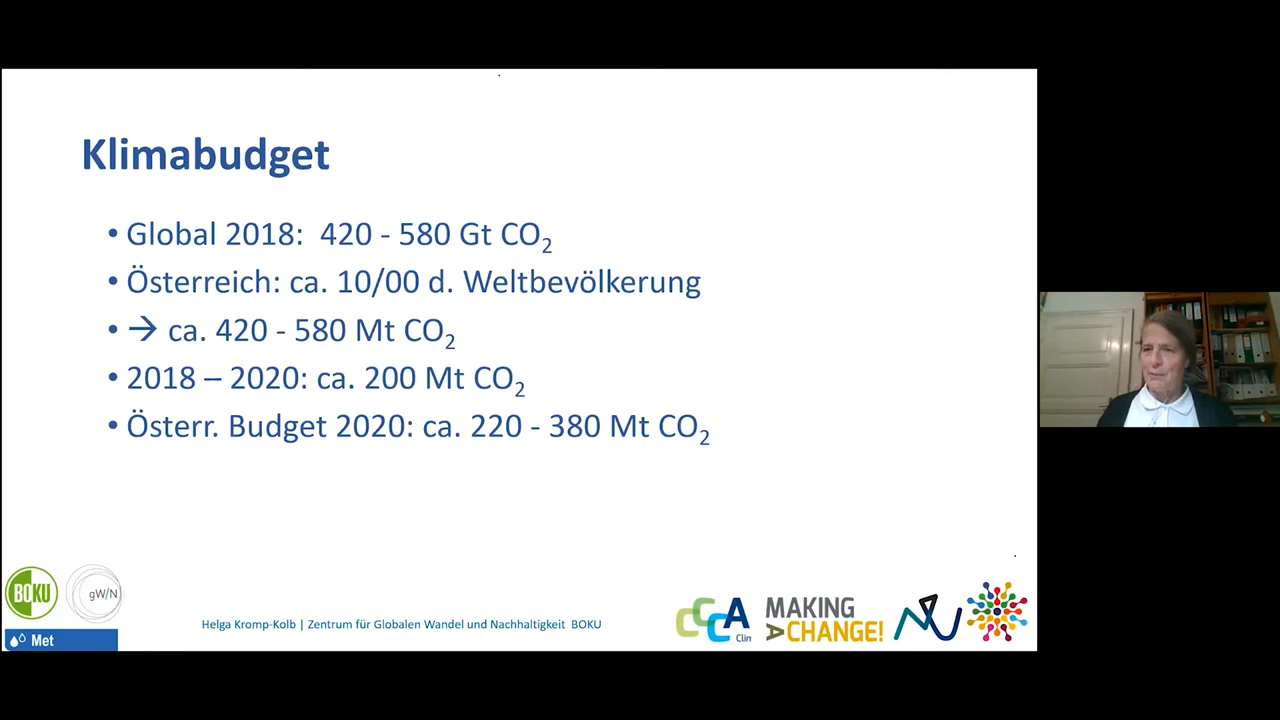 Klimabudget
• Global 2018: 420 - 580 Gt CO₂
• Österreich: ca. 10/00 d. Weltbevölkerung
• → ca. 420 - 580 Mt CO₂
• 2018 – 2020: ca. 200 Mt CO₂
• Österr. Budget 2020: ca. 220 - 380 Mt CO₂
BOKU
gW/N
Met
Helga Kromp-Kolb | Zentrum für Globalen Wandel und Nachhaltigkeit BOKU
CCCA
Clin
MAKING
A CHANGE!